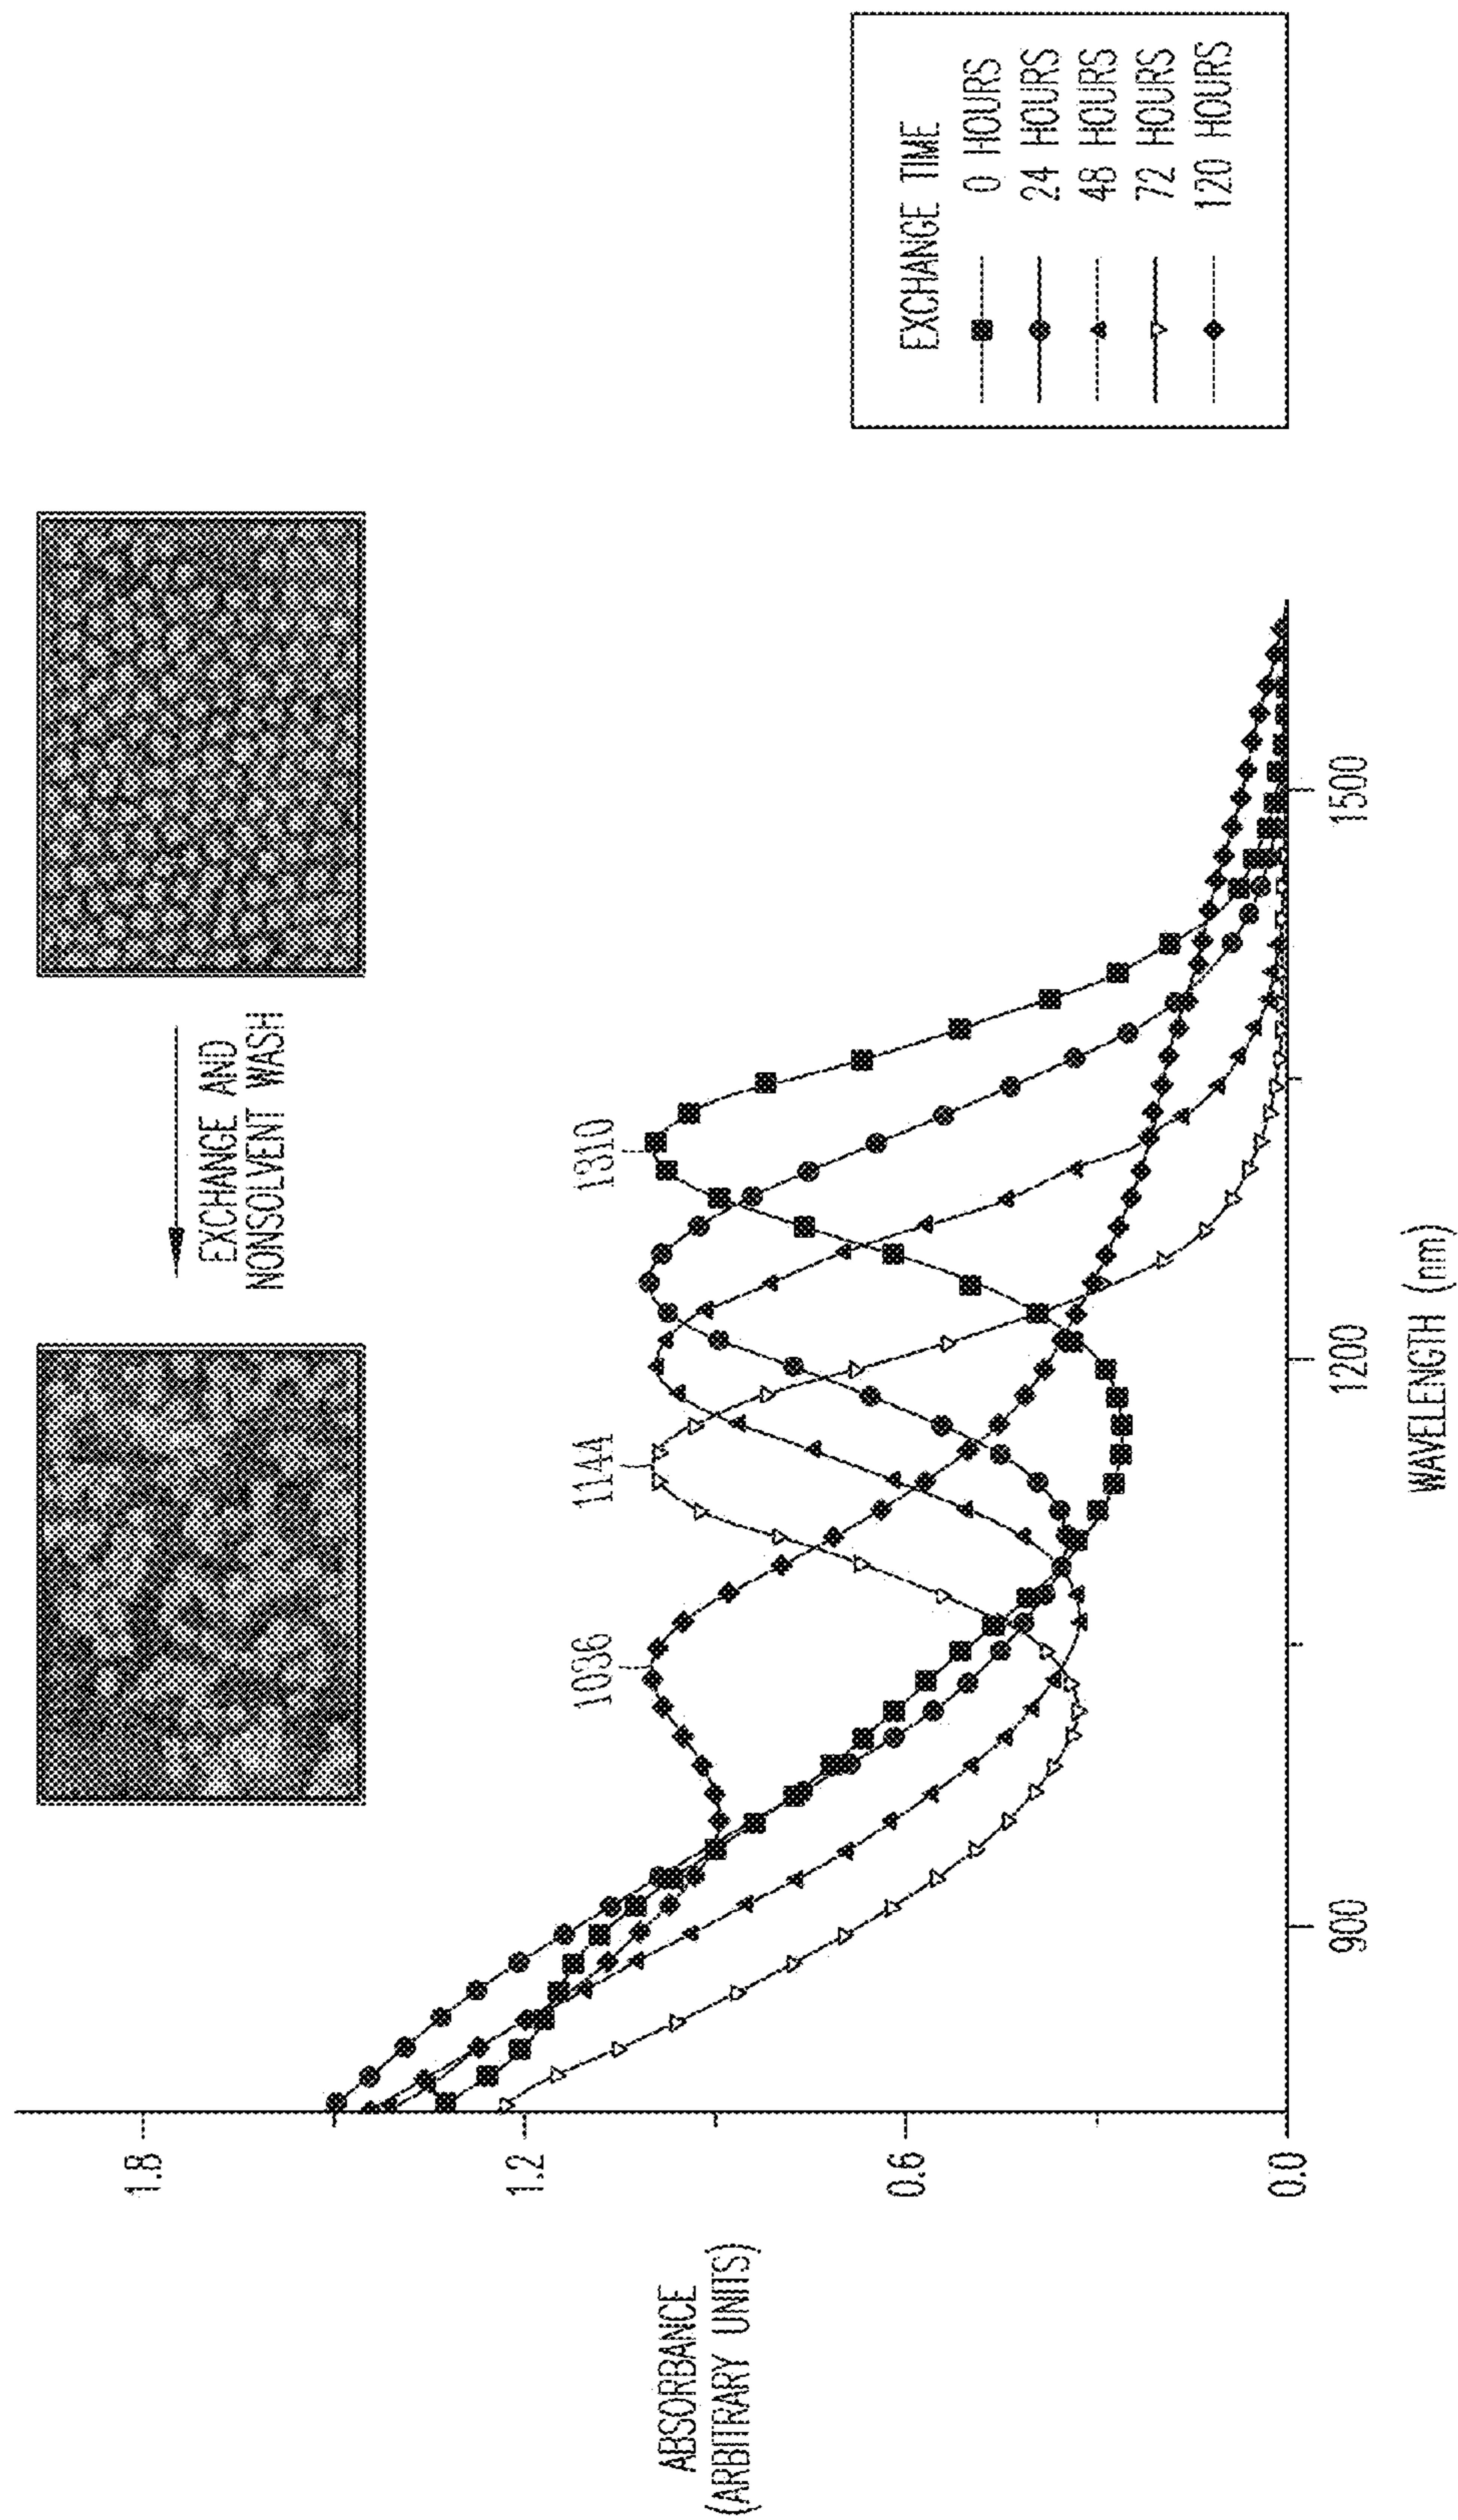 EXCHANGE AND
NONSOLVENT WASH
ABSORBANCE
(ARBITRARY UNITS)
1.8
1.2
0.6
0.0
1036
1144
1310
900
1200
1500
WAVELENGTH (nm)
EXCHANGE TIME
0 HOURS
24 HOURS
48 HOURS
72 HOURS
120 HOURS